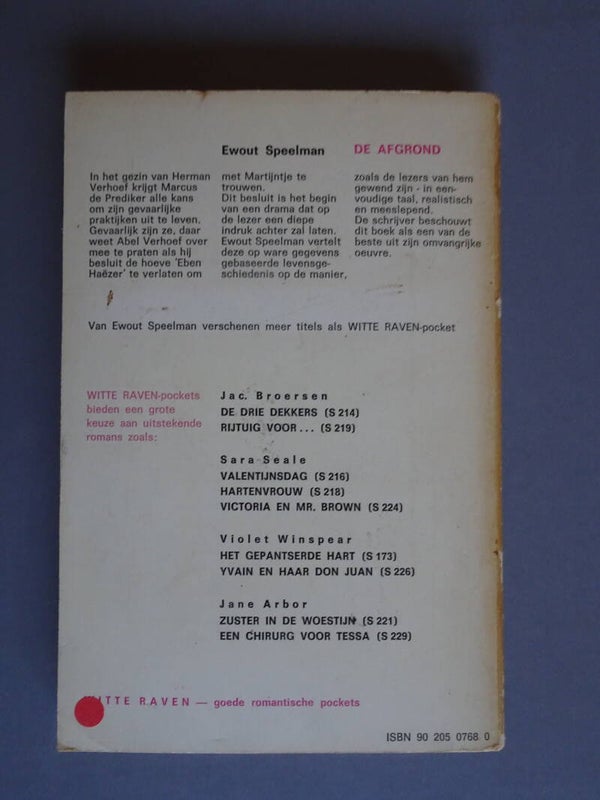 Ewout Speelman DE AFGROND
In het gezin van Herman
Verhoef krijgt Marcus
de Prediker alle kans
om zijn gevaarlijke
praktijken uit te leven.
Gevaarlijk zijn ze, daar
weet Abel Verhoef over
mee te praten als hij
besluit de hoeve 'Eben
Haëzer' te verlaten om
met Martijntje te
trouwen.
Dit besluit is het begin
van een drama dat op
de lezer een diepe
indruk achter zal laten.
Ewout Speelman vertelt
deze op ware gegevens
gebaseerde levensge-
schiedenis op de manier,
zoals de lezers van hem
gewend zijn - in een-
voudige taal, realistisch
en meeslepend.
De schrijver beschouwt
dit boek als een van de
beste uit zijn omvangrijke
oeuvre.
Van Ewout Speelman verschenen meer titels als WITTE RAVEN-pocket
WITTE RAVEN-pockets
bieden een grote
keuze aan uitstekende
romans zoals:
Jac. Broersen
DE DRIE DEKKERS (S 214)
RIJTUIG VOOR... (S 219)
Sara Seale
VALENTIJNSDAG (S 216)
HARTENVROUW (S 218)
VICTORIA EN MR. BROWN (S 224)
Violet Winspear
HET GEPANTSERDE HART (S 173)
YVAIN EN HAAR DON JUAN (S 226)
Jane Arbor
ZUSTER IN DE WOESTIJN (S 221)
EEN CHIRURG VOOR TESSA (S 229)
WITTE RAVEN — goede romantische pockets
ISBN 90 205 0768 0